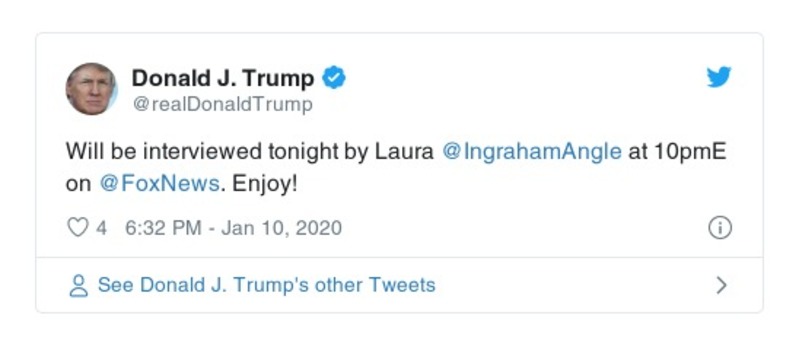 Donald J. Trump
@realDonaldTrump
Will be interviewed tonight by Laura @IngrahamAngle at 10pmE
on @FoxNews. Enjoy!
4 6:32 PM - Jan 10, 2020
See Donald J. Trump's other Tweets